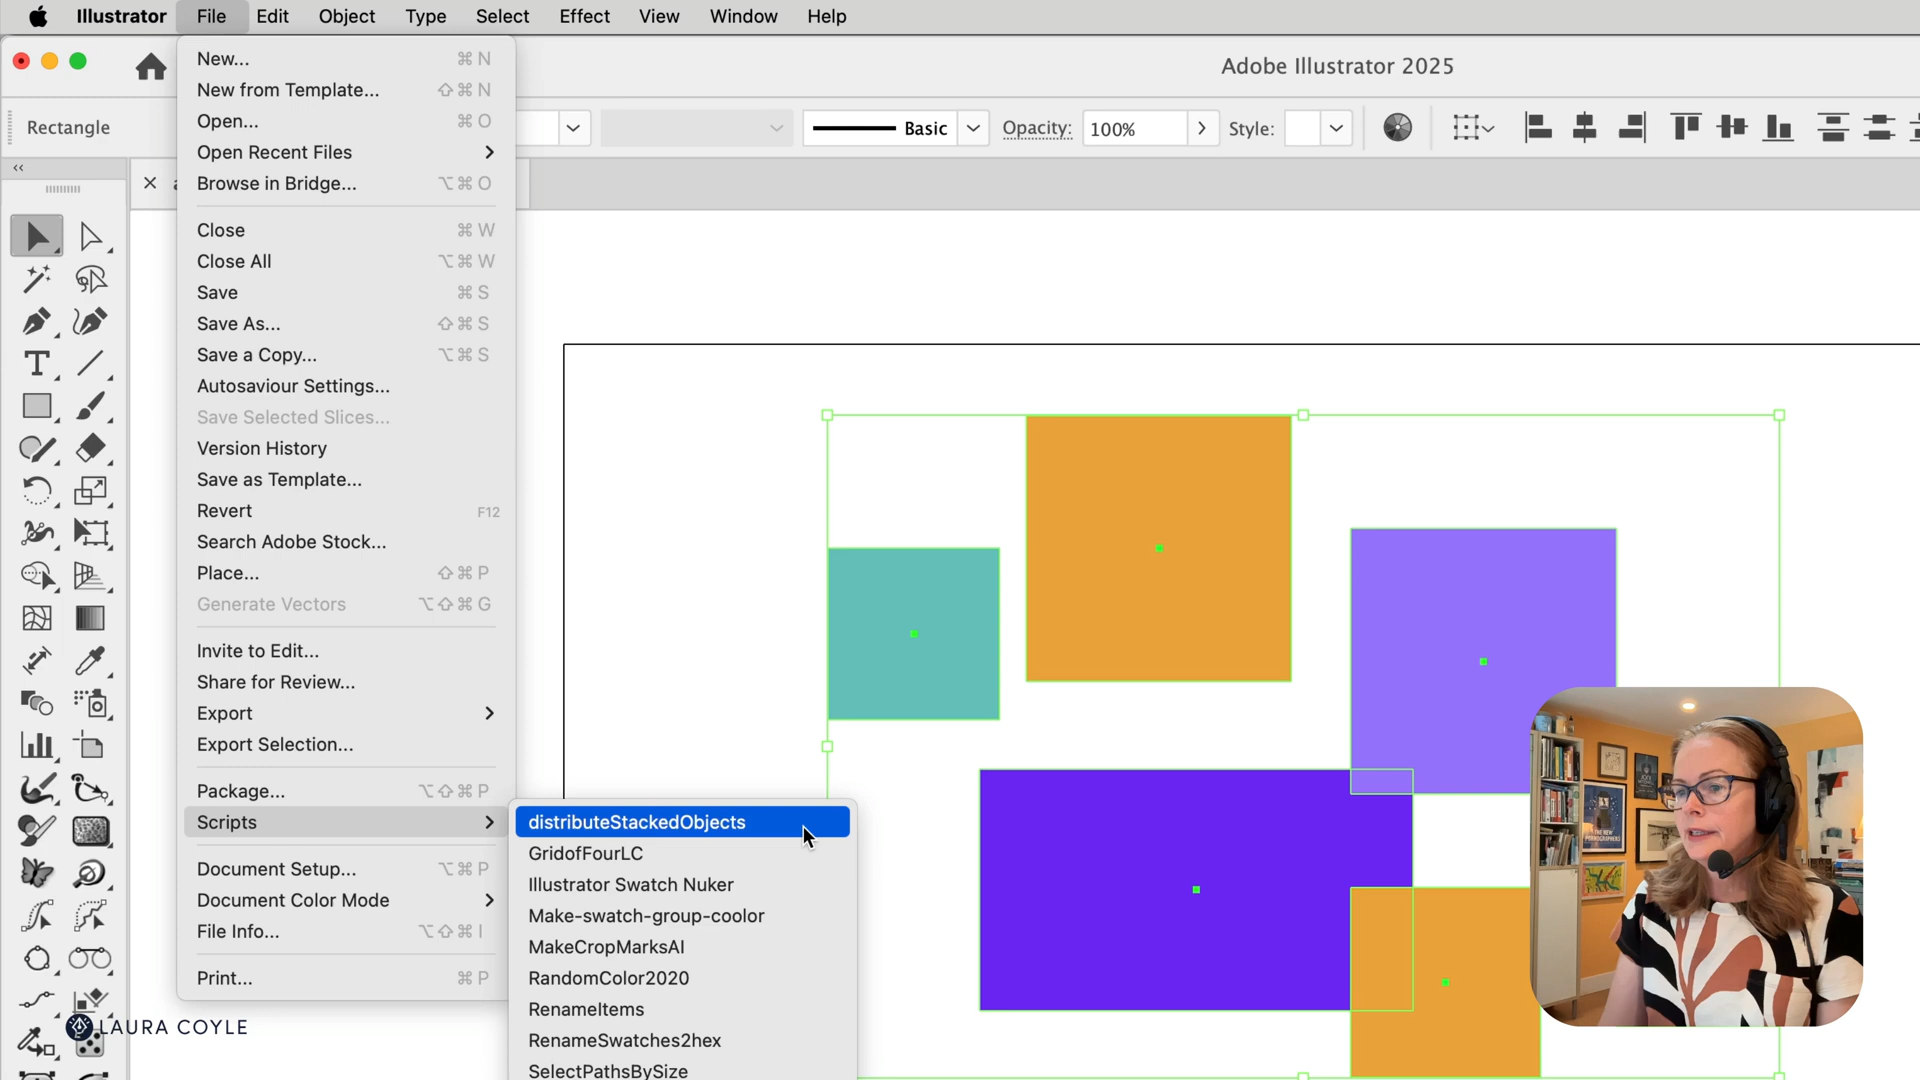 Illustrator File Edit Object Type Select Effect View Window Help
Adobe Illustrator 2025
Rectangle
Basic
Opacity: 100%
Style:
New... ⌘ N
New from Template... ⇧ ⌘ N
Open... ⌘ O
Open Recent Files
Browse in Bridge... ⌥ ⌘ O
Close ⌘ W
Close All ⌥ ⌘ W
Save ⌘ S
Save As... ⇧ ⌘ S
Save a Copy... ⌥ ⌘ S
Autosaviour Settings...
Save Selected Slices...
Version History
Save as Template...
Revert F12
Search Adobe Stock...
Place... ⇧ ⌘ P
Generate Vectors ⌥ ⇧ ⌘ G
Invite to Edit...
Share for Review...
Export
Export Selection...
Package... ⌥ ⇧ ⌘ P
Scripts
Document Setup... ⌥ ⌘ P
Document Color Mode
File Info... ⌥ ⇧ ⌘ I
Print... ⌘ P
distributeStackedObjects
GridofFourLC
Illustrator Swatch Nuker
Make-swatch-group-coolor
MakeCropMarksAI
RandomColor2020
RenameItems
RenameSwatches2hex
SelectPathsBySize
LAURA COYLE